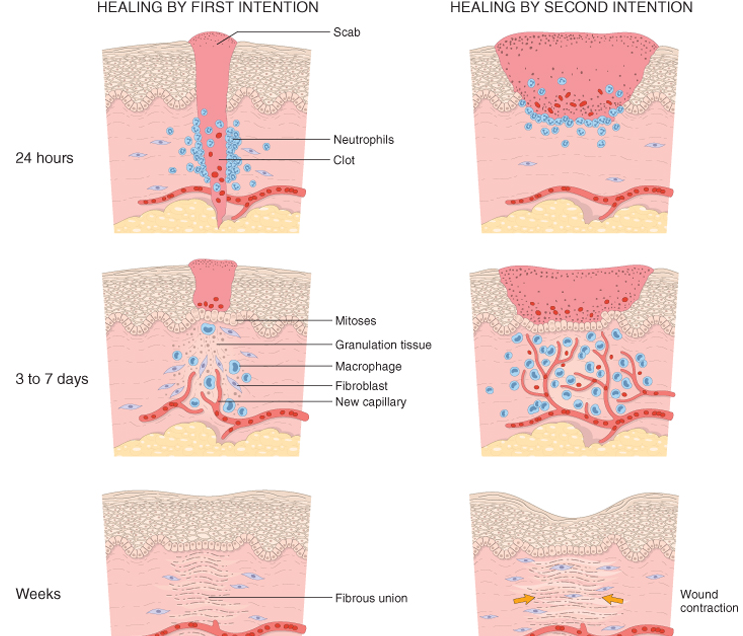 HEALING BY FIRST INTENTION
HEALING BY SECOND INTENTION
Scab
24 hours
Neutrophils
Clot
3 to 7 days
Mitoses
Granulation tissue
Macrophage
Fibroblast
New capillary
Weeks
Fibrous union
Wound
contraction